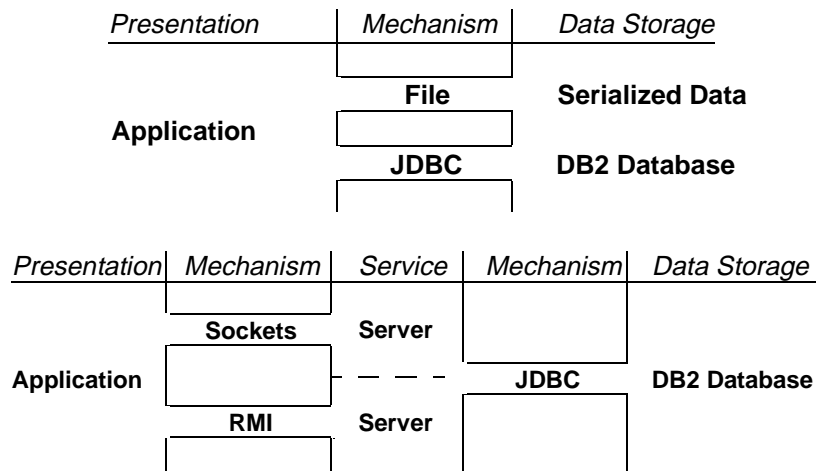 Presentation Mechanism Data Storage
File Serialized Data
Application
JDBC DB2 Database
Presentation Mechanism Service Mechanism Data Storage
Sockets Server
Application JDBC DB2 Database
RMI Server